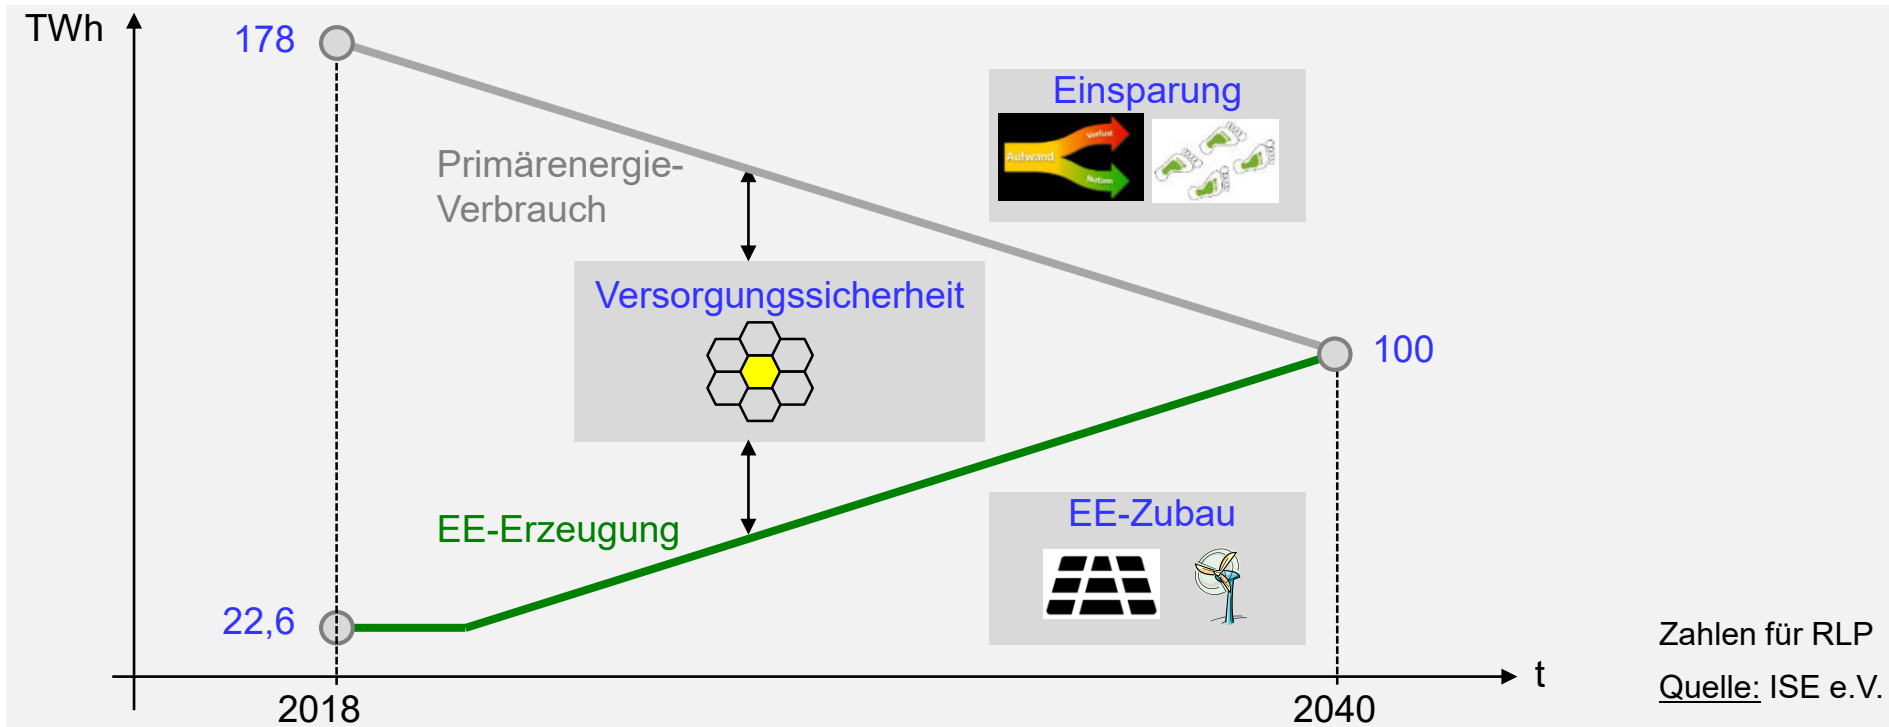 TWh
178
Einsparung
Verlust
Aufwand
Nutzen
Primärenergie-
Verbrauch
Versorgungssicherheit
100
EE-Erzeugung
EE-Zubau
22,6
Zahlen für RLP
t
Quelle: ISE e.V.
2018
2040